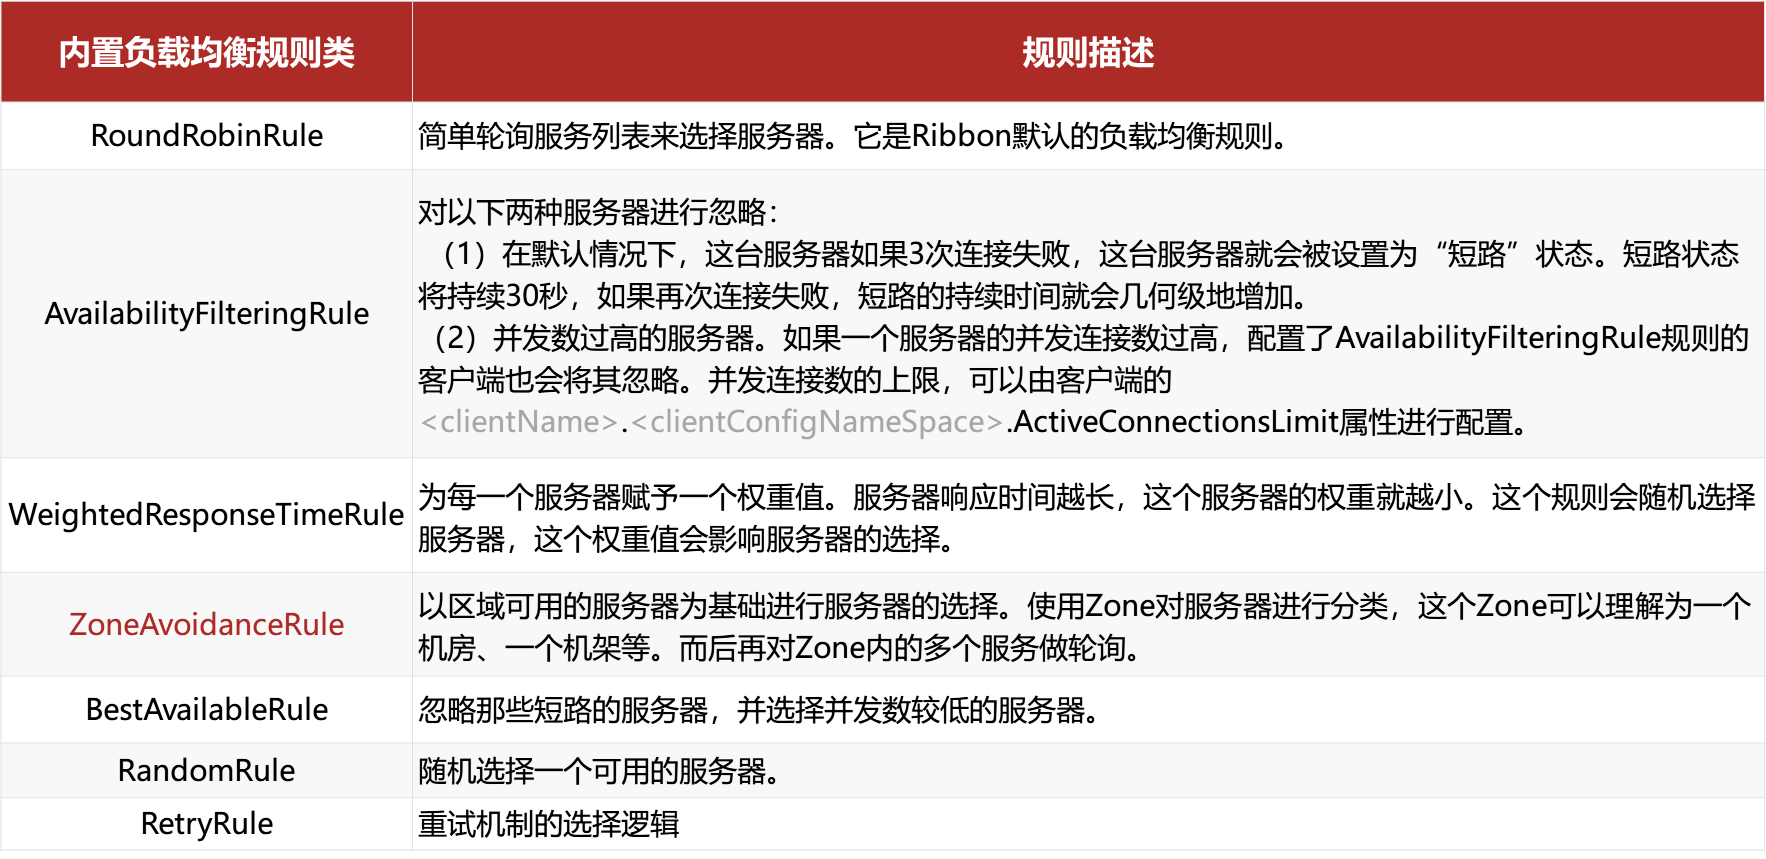 内置负载均衡规则类
规则描述
RoundRobinRule
简单轮询服务列表来选择服务器。它是Ribbon默认的负载均衡规则。
AvailabilityFilteringRule
对以下两种服务器进行忽略：
（1）在默认情况下，这台服务器如果3次连接失败，这台服务器就会被设置为“短路”状态。短路状态
将持续30秒，如果再次连接失败，短路的持续时间就会几何级地增加。
（2）并发数过高的服务器。如果一个服务器的并发连接数过高，配置了AvailabilityFilteringRule规则的
客户端也会将其忽略。并发连接数的上限，可以由客户端的
<clientName>.<clientConfigNameSpace>.ActiveConnectionsLimit属性进行配置。
WeightedResponseTimeRule
为每一个服务器赋予一个权重值。服务器响应时间越长，这个服务器的权重就越小。这个规则会随机选择
服务器，这个权重值会影响服务器的选择。
ZoneAvoidanceRule
以区域可用的服务器为基础进行服务器的选择。使用Zone对服务器进行分类，这个Zone可以理解为一个
机房、一个机架等。而后再对Zone内的多个服务做轮询。
BestAvailableRule
忽略那些短路的服务器，并选择并发数较低的服务器。
RandomRule
随机选择一个可用的服务器。
RetryRule
重试机制的选择逻辑